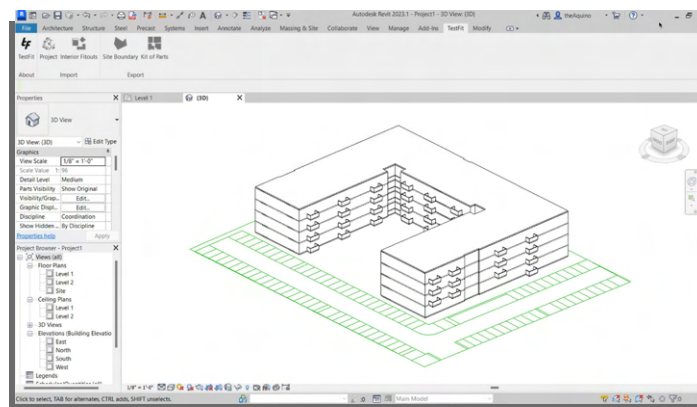 Autodesk Revit 2023.1 - Project1 - 3D View: {3D}
theAquino
File Architecture Structure Steel Precast Systems Insert Annotate Analyze Massing & Site Collaborate View Manage Add-Ins TestFit Modify
TestFit Project Interior Fitouts Site Boundary Kit of Parts
About Import Export
Properties
Level 1
{3D}
3D View
3D View: {3D}
Edit Type
Graphics
View Scale 1/8" = 1'-0"
Scale Value 1: 96
Detail Level Medium
Parts Visibility Show Original
Visibility/Grap... Edit...
Graphic Displ... Edit...
Discipline Coordination
Show Hidden... By Discipline
Properties help
Apply
Project Browser - Project1
Views (all)
Floor Plans
Level 1
Level 2
Site
Ceiling Plans
Level 1
Level 2
3D Views
Elevations (Building Elevatio
East
North
South
West
Legends
1/8" = 1'-0"
Click to select, TAB for alternates, CTRL adds, SHIFT unselects.
:0
Main Model
:0